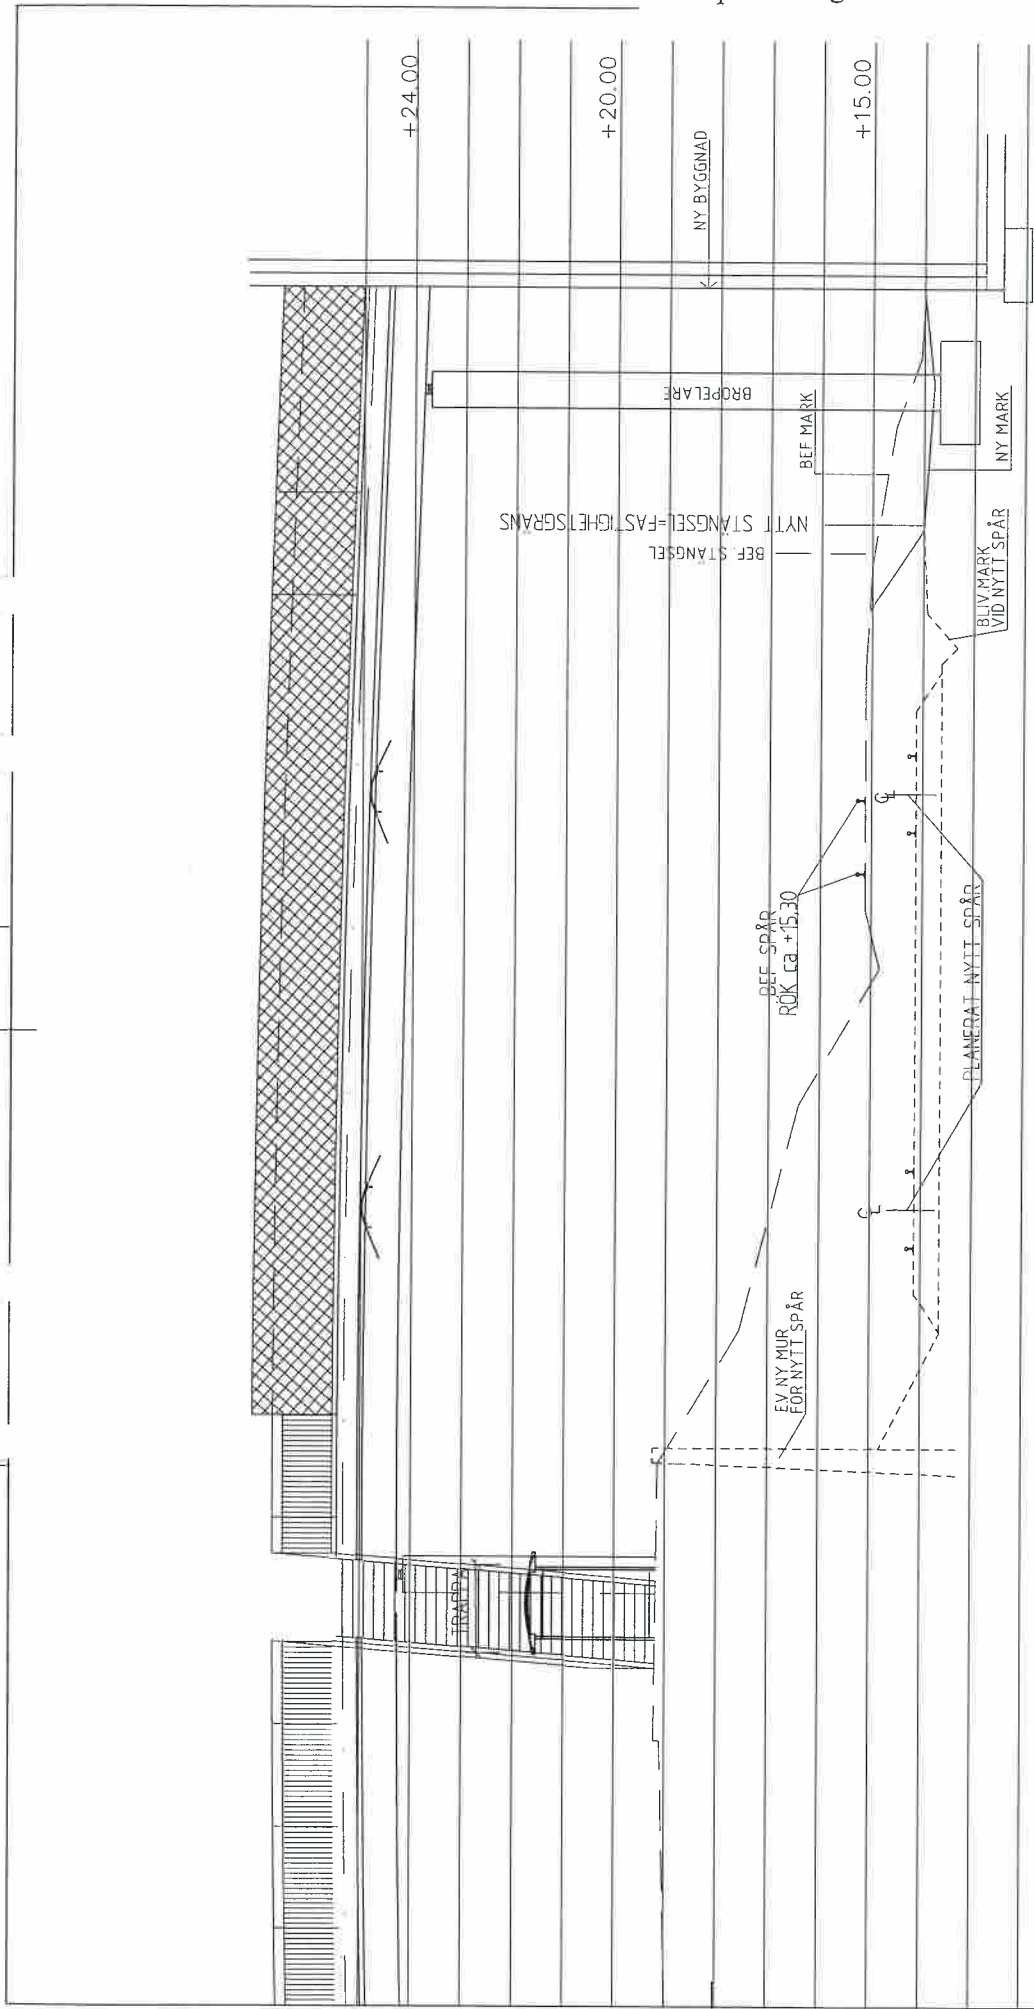 +24.00
+20.00
+15.00
NY BYGGNAD
BROPELARE
BEF MARK
NY MARK
NYTT STÄNGSEL=FASTIGHETSGRÄNS
BEF. STÄNGSEL
BLIV.MARK
VID NYTT SPÅR
BEF SPÅR
RÖK ca +15,30
PLANERAT NYTT SPÅR
EV NY MUR
FÖR NYTT SPÅR
TRAPPA